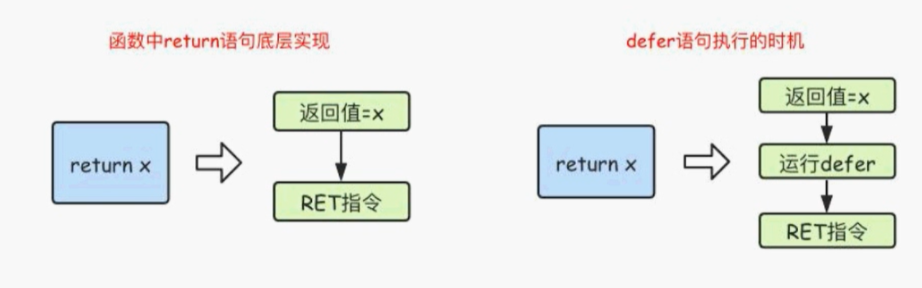 函数中return语句底层实现
return x
返回值=x
RET指令
defer语句执行的时机
return x
返回值=x
运行defer
RET指令